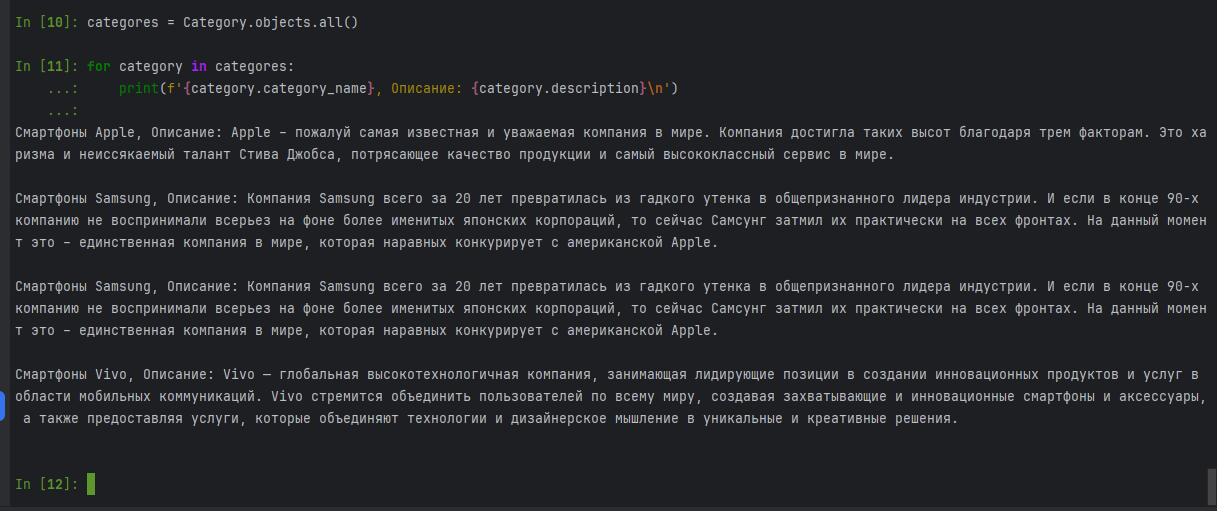 In [10]: categores = Category.objects.all()
In [11]: for category in categores:
    ...:     print(f'{category.category_name}, Описание: {category.description}\n')
    ...:
Смартфоны Apple, Описание: Apple – пожалуй самая известная и уважаемая компания в мире. Компания достигла таких высот благодаря трем факторам. Это ха
ризма и неиссякаемый талант Стива Джобса, потрясающее качество продукции и самый высококлассный сервис в мире.
Смартфоны Samsung, Описание: Компания Samsung всего за 20 лет превратилась из гадкого утенка в общепризнанного лидера индустрии. И если в конце 90-х
компанию не воспринимали всерьез на фоне более именитых японских корпораций, то сейчас Самсунг затмил их практически на всех фронтах. На данный момен
т это – единственная компания в мире, которая наравных конкурирует с американской Apple.
Смартфоны Samsung, Описание: Компания Samsung всего за 20 лет превратилась из гадкого утенка в общепризнанного лидера индустрии. И если в конце 90-х
компанию не воспринимали всерьез на фоне более именитых японских корпораций, то сейчас Самсунг затмил их практически на всех фронтах. На данный момен
т это – единственная компания в мире, которая наравных конкурирует с американской Apple.
Смартфоны Vivo, Описание: Vivo — глобальная высокотехнологичная компания, занимающая лидирующие позиции в создании инновационных продуктов и услуг в
области мобильных коммуникаций. Vivo стремится объединить пользователей по всему миру, создавая захватывающие и инновационные смартфоны и аксессуары,
 а также предоставляя услуги, которые объединяют технологии и дизайнерское мышление в уникальные и креативные решения.
In [12]: